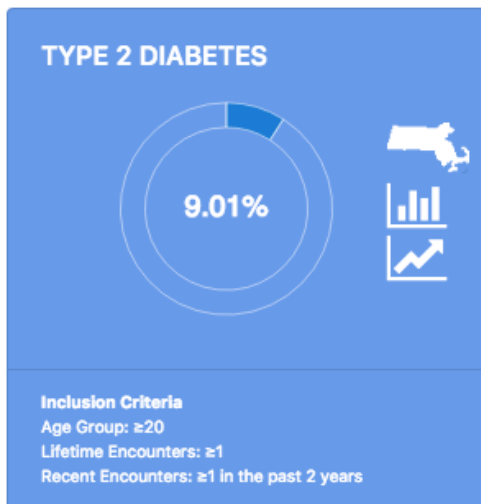 TYPE 2 DIABETES
9.01%
Inclusion Criteria
Age Group: ≥20
Lifetime Encounters: ≥1
Recent Encounters: ≥1 in the past 2 years